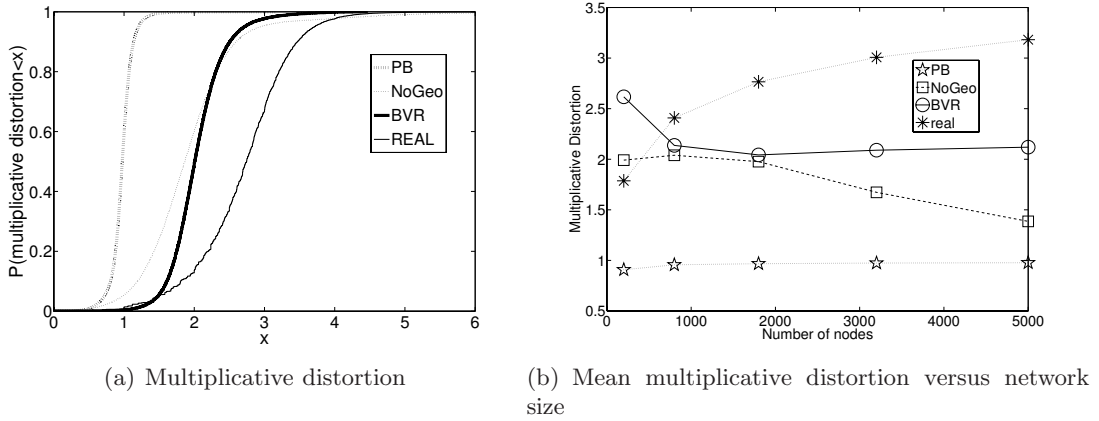 P(multiplicative distortion<x)
1
0.8
0.6
0.4
0.2
0
0
1
2
3
4
5
6
x
PB
NoGeo
BVR
REAL
(a) Multiplicative distortion
Multiplicative Distortion
3.5
3
2.5
2
1.5
1
0.5
0
1000
2000
3000
4000
5000
Number of nodes
PB
NoGeo
BVR
real
(b) Mean multiplicative distortion versus network
size